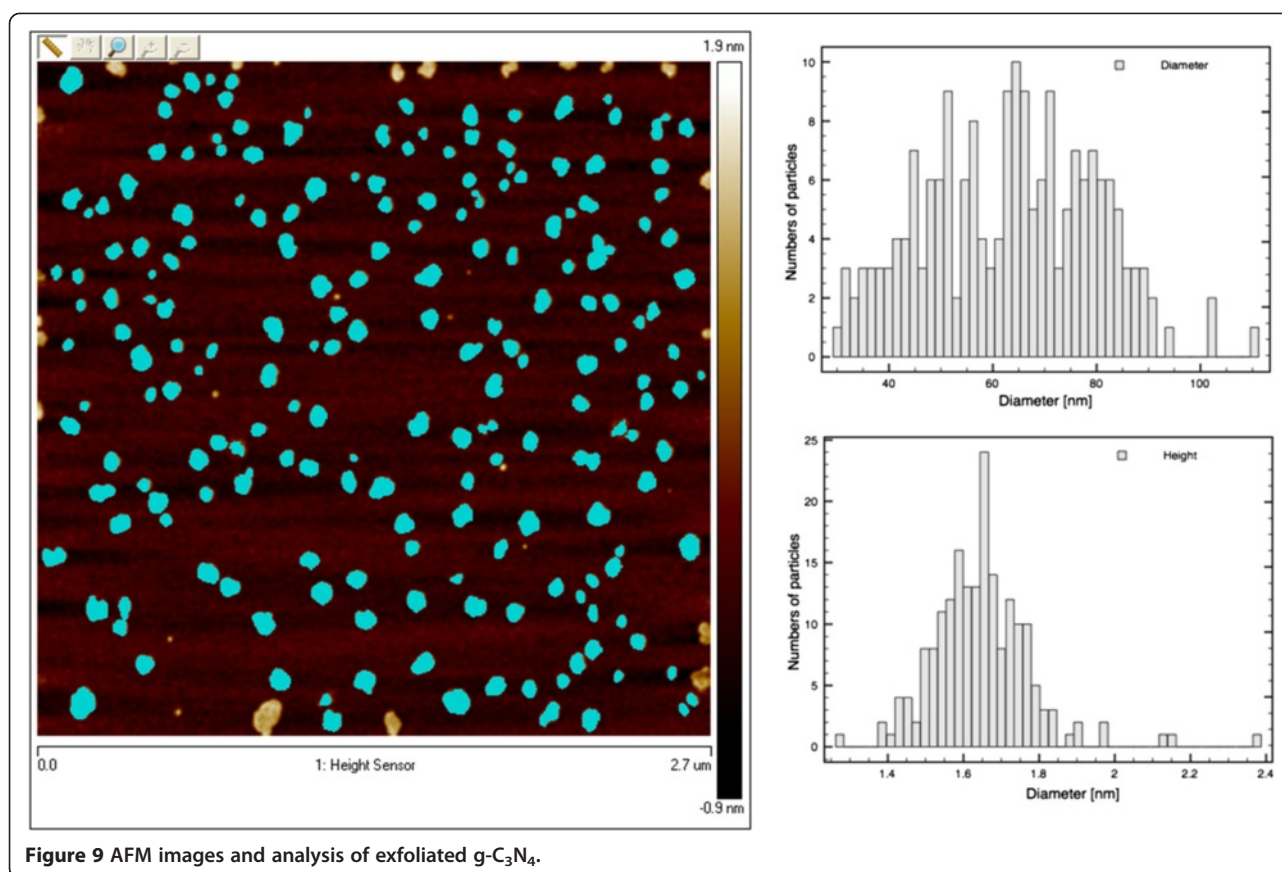 1.9 nm
0.0
1: Height Sensor
2.7 um
-0.9 nm
Diameter
Numbers of particles
10
8
6
4
2
0
40
60
80
100
Diameter [nm]
Height
Numbers of particles
25
20
15
10
5
0
1.4
1.6
1.8
2
2.2
2.4
Diameter [nm]
Figure 9 AFM images and analysis of exfoliated g-C₃N₄.